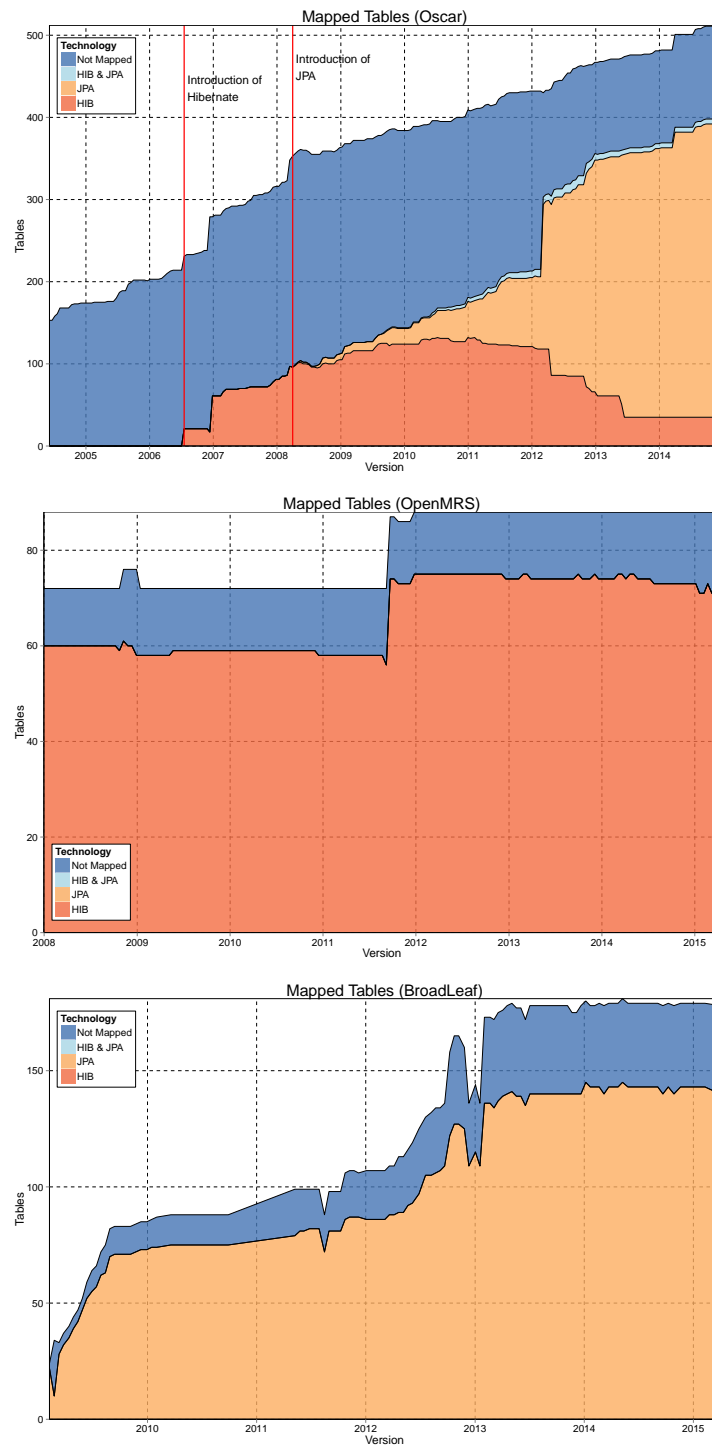 Mapped Tables (Oscar)
Technology
Not Mapped
HIB & JPA
JPA
HIB
Introduction of
Hibernate
Introduction of
JPA
500
400
300
200
100
0
Tables
2005 2006 2007 2008 2009 2010 2011 2012 2013 2014
Version
Mapped Tables (OpenMRS)
80
60
40
20
0
Tables
Technology
Not Mapped
HIB & JPA
JPA
HIB
2008 2009 2010 2011 2012 2013 2014 2015
Version
Mapped Tables (BroadLeaf)
Technology
Not Mapped
HIB & JPA
JPA
HIB
150
100
50
0
Tables
2010 2011 2012 2013 2014 2015
Version